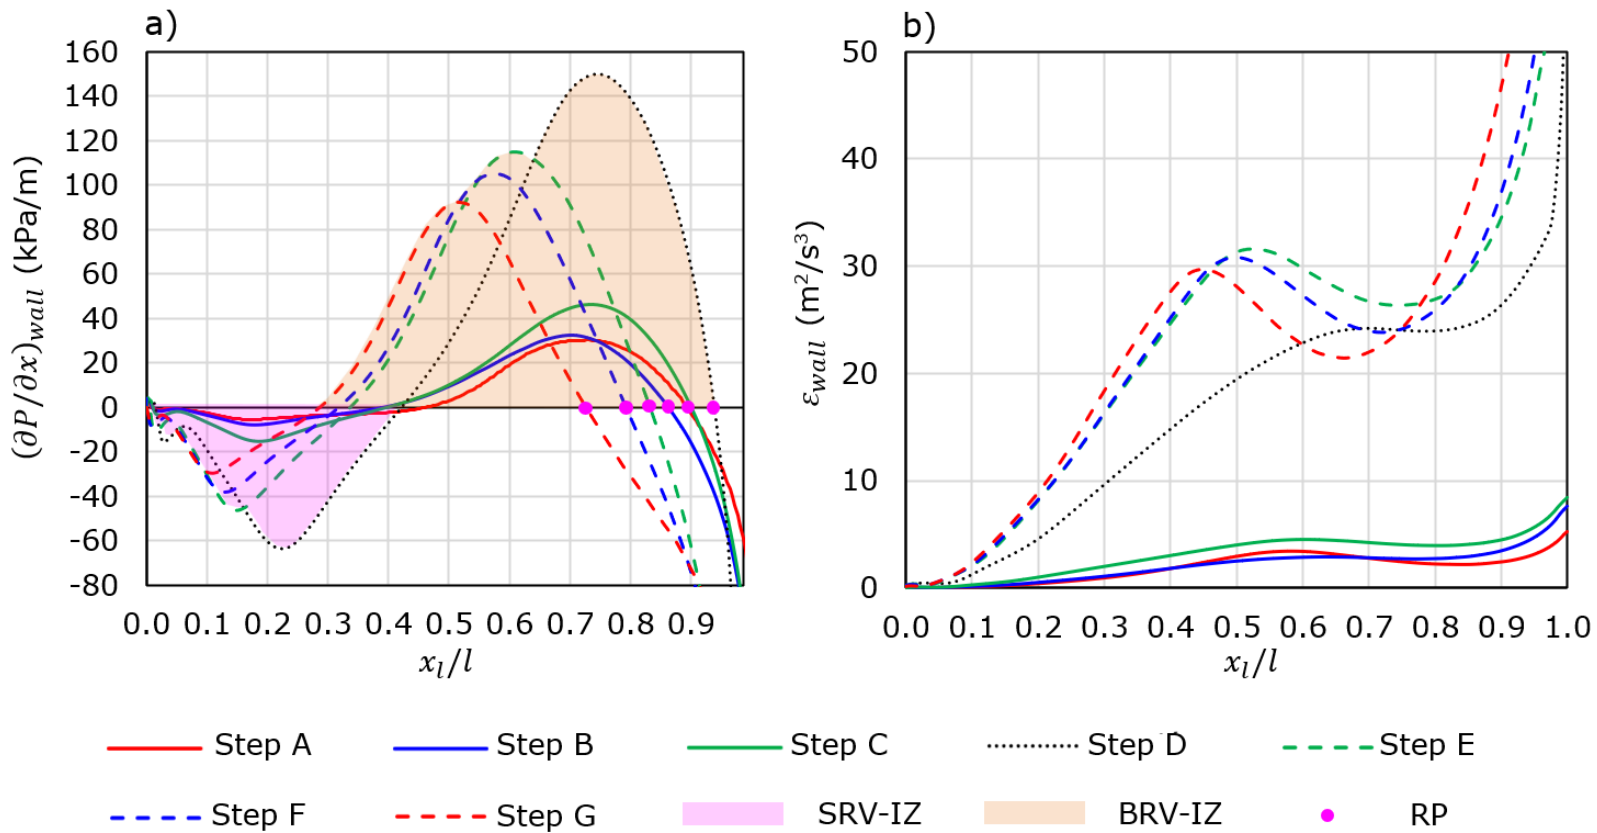 a)
160
140
120
100
80
60
40
20
0
-20
-40
-60
-80
(∂P/∂x)wall (kPa/m)
0.0 0.1 0.2 0.3 0.4 0.5 0.6 0.7 0.8 0.9
xl/l
b)
50
40
30
20
10
0
εwall (m²/s³)
0.0 0.1 0.2 0.3 0.4 0.5 0.6 0.7 0.8 0.9 1.0
xl/l
Step A Step B Step C Step D Step E
Step F Step G SRV-IZ BRV-IZ RP